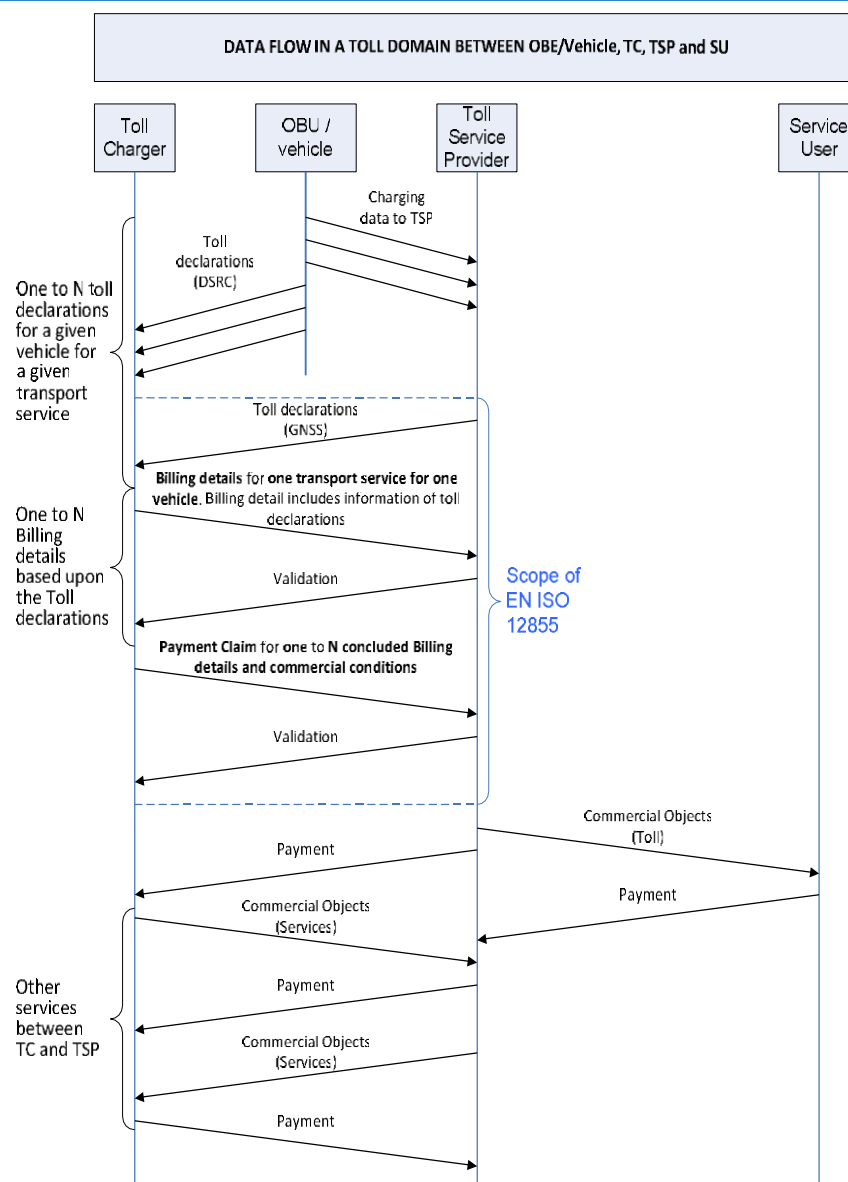 DATA FLOW IN A TOLL DOMAIN BETWEEN OBE/Vehicle, TC, TSP and SU
Toll
Charger
OBU /
vehicle
Toll
Service
Provider
Service
User
Charging
data to TSP
Toll
declarations
(DSRC)
One to N toll
declarations
for a given
vehicle for
a given
transport
service
Toll declarations
(GNSS)
Billing details for one transport service for one
vehicle. Billing detail includes information of toll
declarations
One to N
Billing
details
based upon
the Toll
declarations
Validation
Scope of
EN ISO
12855
Payment Claim for one to N concluded Billing
details and commercial conditions
Validation
Commercial Objects
(Toll)
Payment
Payment
Commercial Objects
(Services)
Other
services
between
TC and TSP
Payment
Commercial Objects
(Services)
Payment